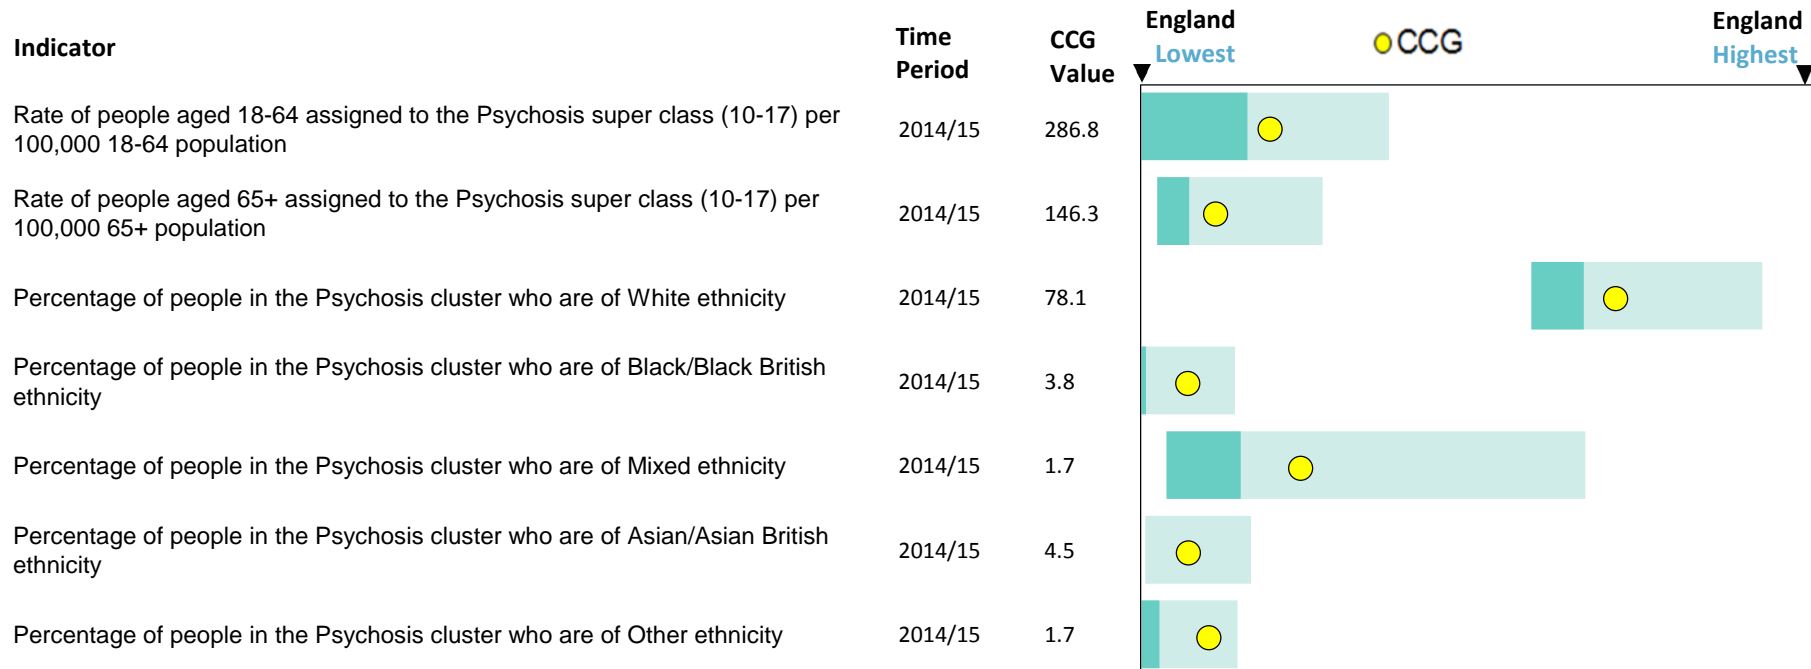 Indicator
Time
Period
CCG
Value
England
Lowest
CCG
England
Highest
Rate of people aged 18-64 assigned to the Psychosis super class (10-17) per
100,000 18-64 population
2014/15
286.8
Rate of people aged 65+ assigned to the Psychosis super class (10-17) per
100,000 65+ population
2014/15
146.3
Percentage of people in the Psychosis cluster who are of White ethnicity
2014/15
78.1
Percentage of people in the Psychosis cluster who are of Black/Black British
ethnicity
2014/15
3.8
Percentage of people in the Psychosis cluster who are of Mixed ethnicity
2014/15
1.7
Percentage of people in the Psychosis cluster who are of Asian/Asian British
ethnicity
2014/15
4.5
Percentage of people in the Psychosis cluster who are of Other ethnicity
2014/15
1.7